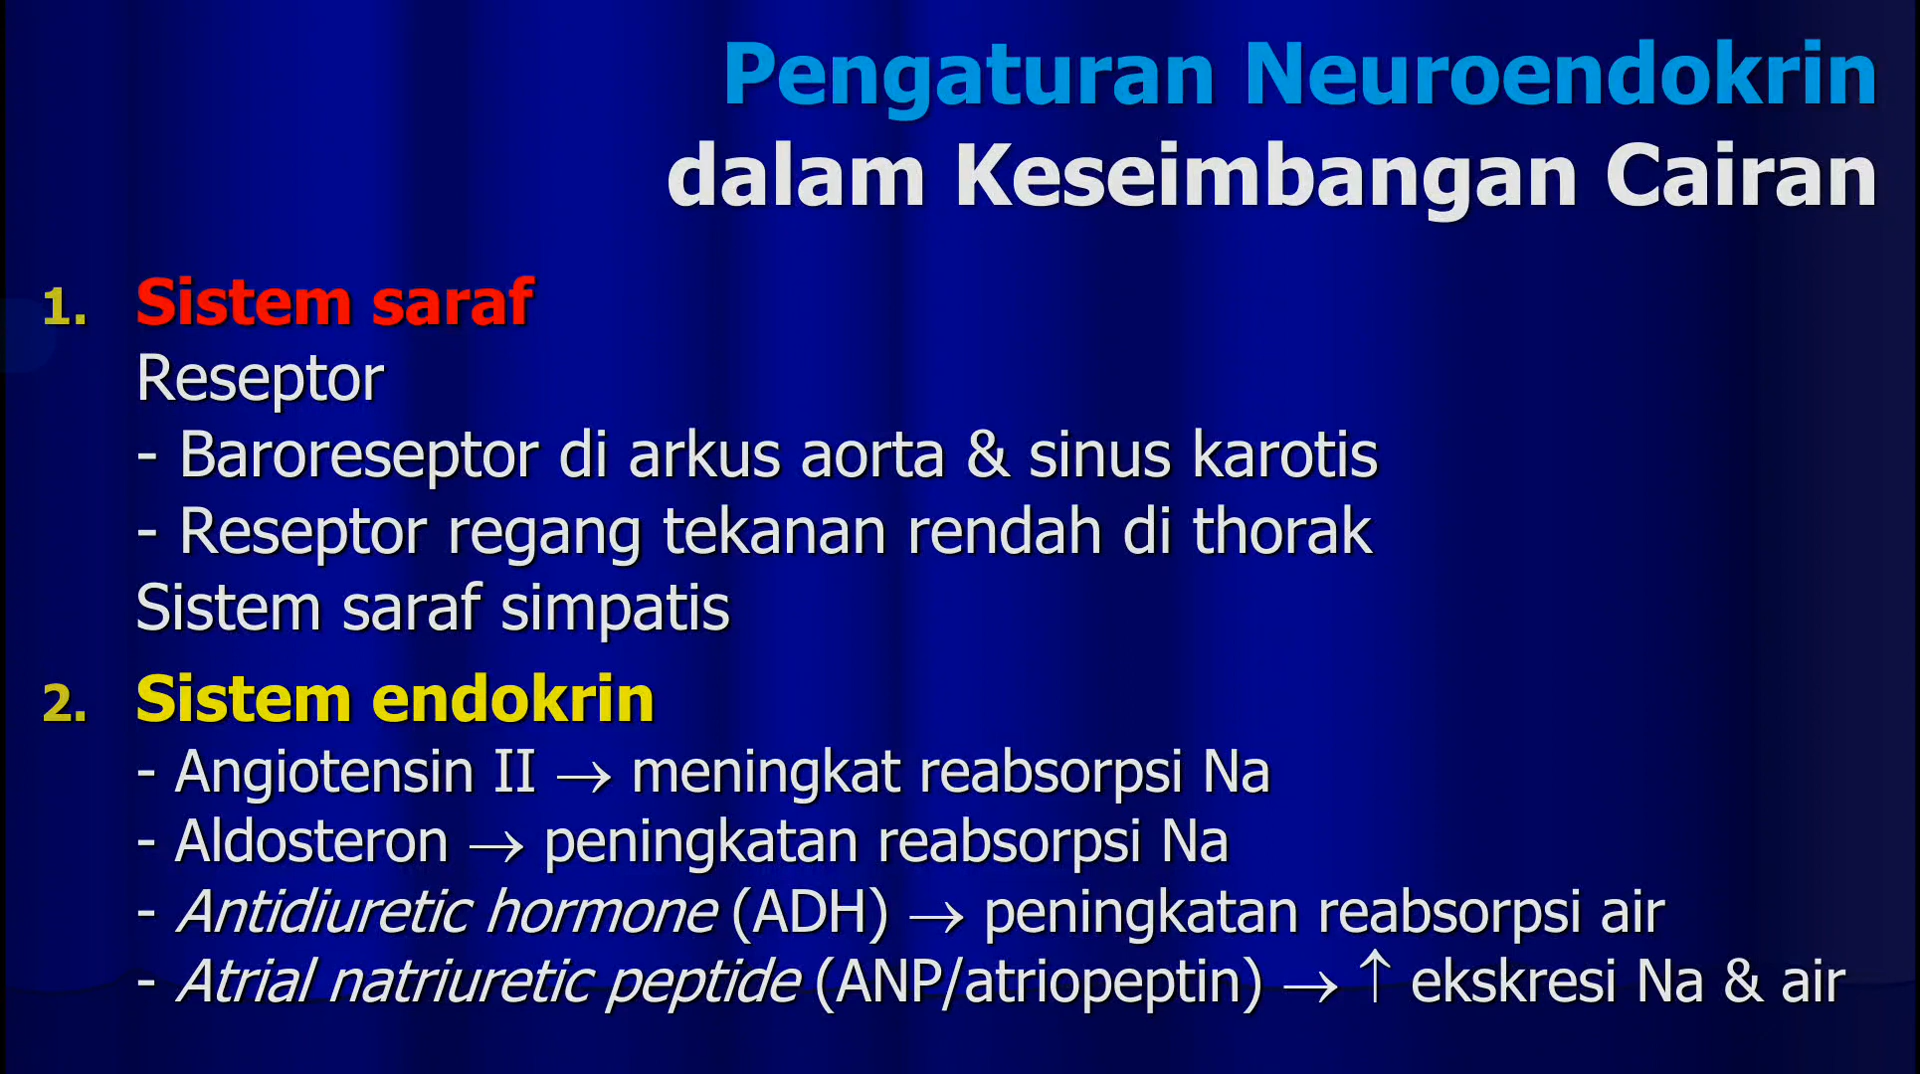 Pengaturan Neuroendokrin
dalam Keseimbangan Cairan
1. Sistem saraf
Reseptor
- Baroreseptor di arkus aorta & sinus karotis
- Reseptor regang tekanan rendah di thorak
Sistem saraf simpatis
2. Sistem endokrin
- Angiotensin II → meningkat reabsorpsi Na
- Aldosteron → peningkatan reabsorpsi Na
- Antidiuretic hormone (ADH) → peningkatan reabsorpsi air
- Atrial natriuretic peptide (ANP/atriopeptin) → ↑ ekskresi Na & air